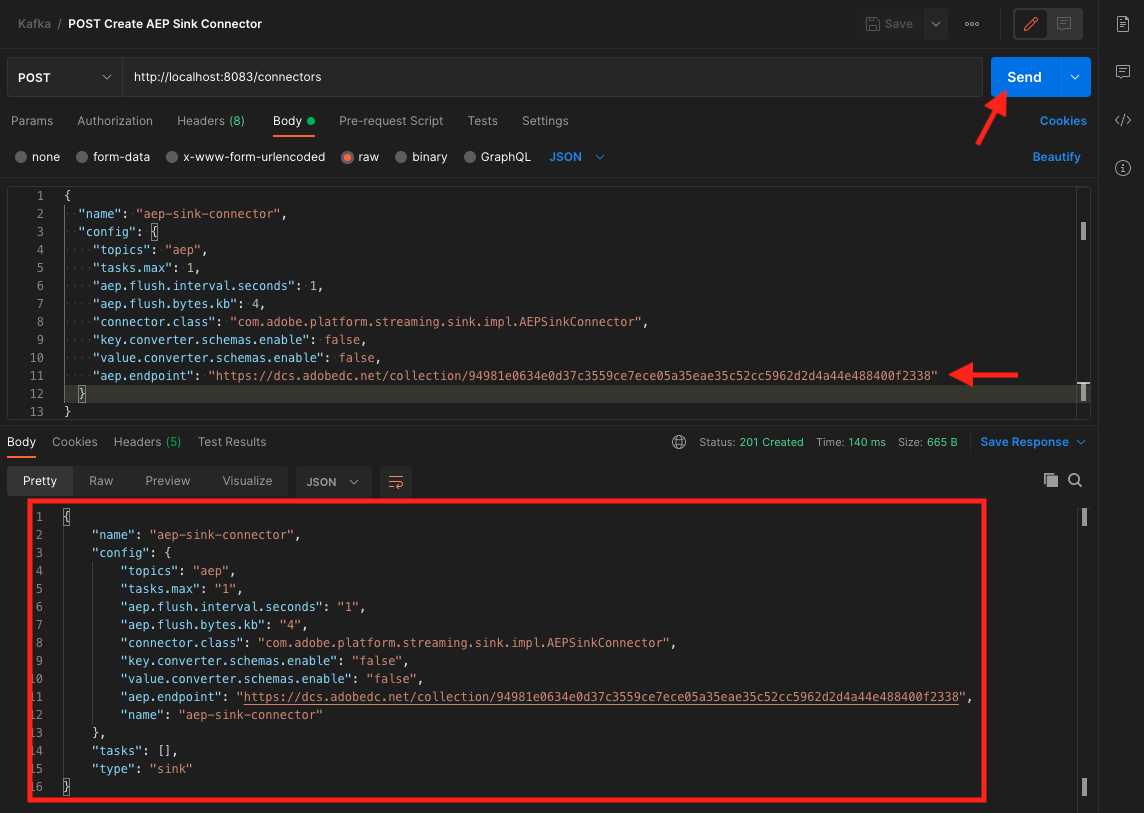 Kafka / POST Create AEP Sink Connector
Save
POST
http://localhost:8083/connectors
Send
Params Authorization Headers (8) Body Pre-request Script Tests Settings Cookies
none form-data x-www-form-urlencoded raw binary GraphQL JSON Beautify
1 {
2 "name": "aep-sink-connector",
3 "config": {
4 "topics": "aep",
5 "tasks.max": 1,
6 "aep.flush.interval.seconds": 1,
7 "aep.flush.bytes.kb": 4,
8 "connector.class": "com.adobe.platform.streaming.sink.impl.AEPSinkConnector",
9 "key.converter.schemas.enable": false,
10 "value.converter.schemas.enable": false,
11 "aep.endpoint": "https://dcs.adobedc.net/collection/94981e0634e0d37c3559ce7ece05a35eae35c52cc5962d2d4a44e488400f2338"
12 }
13 }
Body Cookies Headers (5) Test Results Status: 201 Created Time: 140 ms Size: 665 B Save Response
Pretty Raw Preview Visualize JSON
1 {
2 "name": "aep-sink-connector",
3 "config": {
4 "topics": "aep",
5 "tasks.max": "1",
6 "aep.flush.interval.seconds": "1",
7 "aep.flush.bytes.kb": "4",
8 "connector.class": "com.adobe.platform.streaming.sink.impl.AEPSinkConnector",
9 "key.converter.schemas.enable": "false",
10 "value.converter.schemas.enable": "false",
11 "aep.endpoint": "https://dcs.adobedc.net/collection/94981e0634e0d37c3559ce7ece05a35eae35c52cc5962d2d4a44e488400f2338",
12 "name": "aep-sink-connector"
13 },
14 "tasks": [],
15 "type": "sink"
16 }